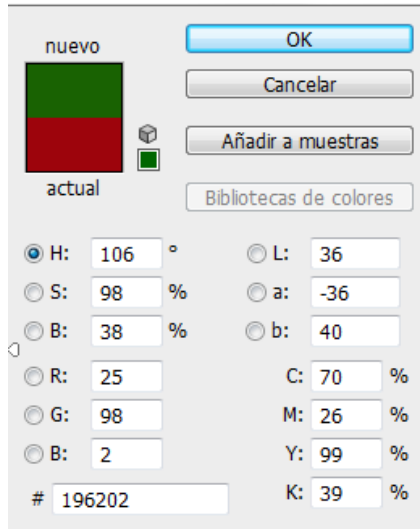 nuevo
OK
Cancelar
Añadir a muestras
actual
Bibliotecas de colores
H: 106 ° L: 36
S: 98 % a: -36
B: 38 % b: 40
R: 25 C: 70 %
G: 98 M: 26 %
B: 2 Y: 99 %
# 196202 K: 39 %